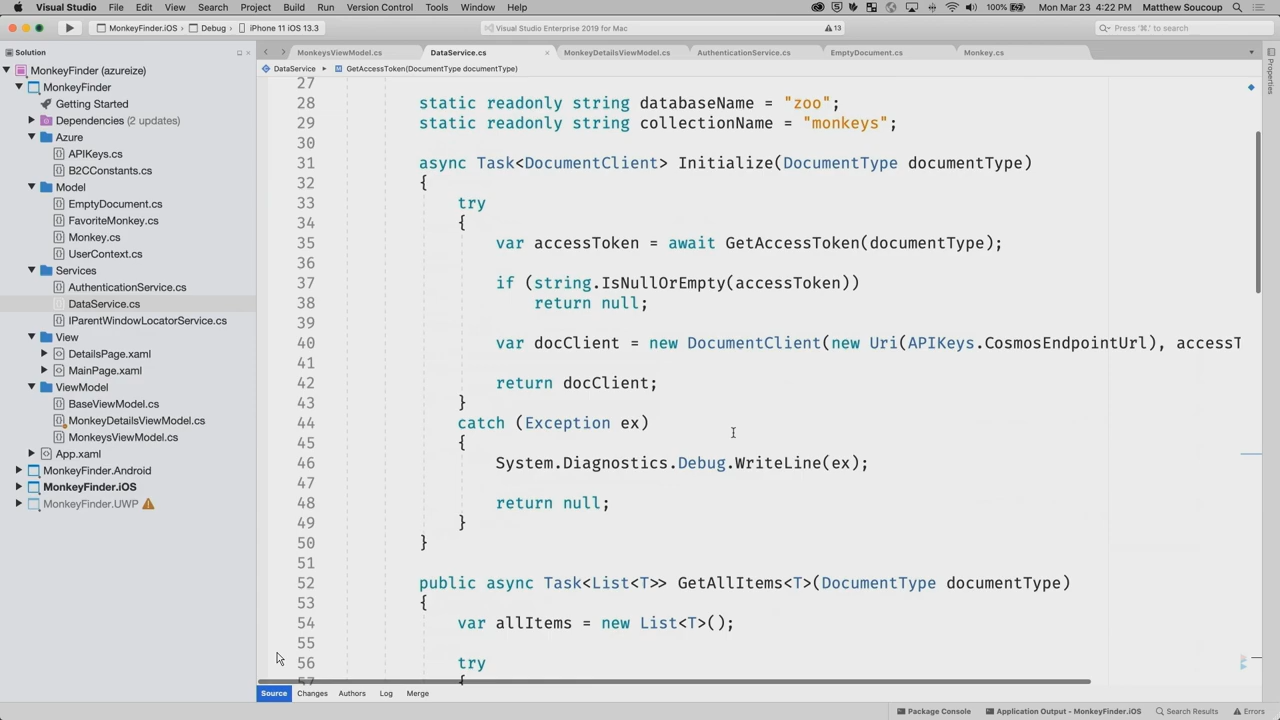 Visual Studio File Edit View Search Project Build Run Version Control Tools Window Help 100% Mon Mar 23 4:22 PM Matthew Soucoup
MonkeyFinder.iOS > Debug > iPhone 11 iOS 13.3 Visual Studio Enterprise 2019 for Mac 13 Press '⌘.' to search
Solution
MonkeysViewModel.cs DataService.cs MonkeyDetailsViewModel.cs AuthenticationService.cs EmptyDocument.cs Monkey.cs
DataService GetAccessToken(DocumentType documentType)
Properties
MonkeyFinder (azureize)
MonkeyFinder
Getting Started
Dependencies (2 updates)
Azure
APIKeys.cs
B2CConstants.cs
Model
EmptyDocument.cs
FavoriteMonkey.cs
Monkey.cs
UserContext.cs
Services
AuthenticationService.cs
DataService.cs
IParentWindowLocatorService.cs
View
DetailsPage.xaml
MainPage.xaml
ViewModel
BaseViewModel.cs
MonkeyDetailsViewModel.cs
MonkeysViewModel.cs
App.xaml
MonkeyFinder.Android
MonkeyFinder.iOS
MonkeyFinder.UWP
27
28 static readonly string databaseName = "zoo";
29 static readonly string collectionName = "monkeys";
30
31 async Task<DocumentClient> Initialize(DocumentType documentType)
32 {
33 try
34 {
35 var accessToken = await GetAccessToken(documentType);
36
37 if (string.IsNullOrEmpty(accessToken))
38 return null;
39
40 var docClient = new DocumentClient(new Uri(APIKeys.CosmosEndpointUrl), accessT
41
42 return docClient;
43 }
44 catch (Exception ex)
45 {
46 System.Diagnostics.Debug.WriteLine(ex);
47
48 return null;
49 }
50 }
51
52 public async Task<List<T>> GetAllItems<T>(DocumentType documentType)
53 {
54 var allItems = new List<T>();
55
56 try
57 {
Source Changes Authors Log Merge
Package Console Application Output - MonkeyFinder.iOS Search Results Errors